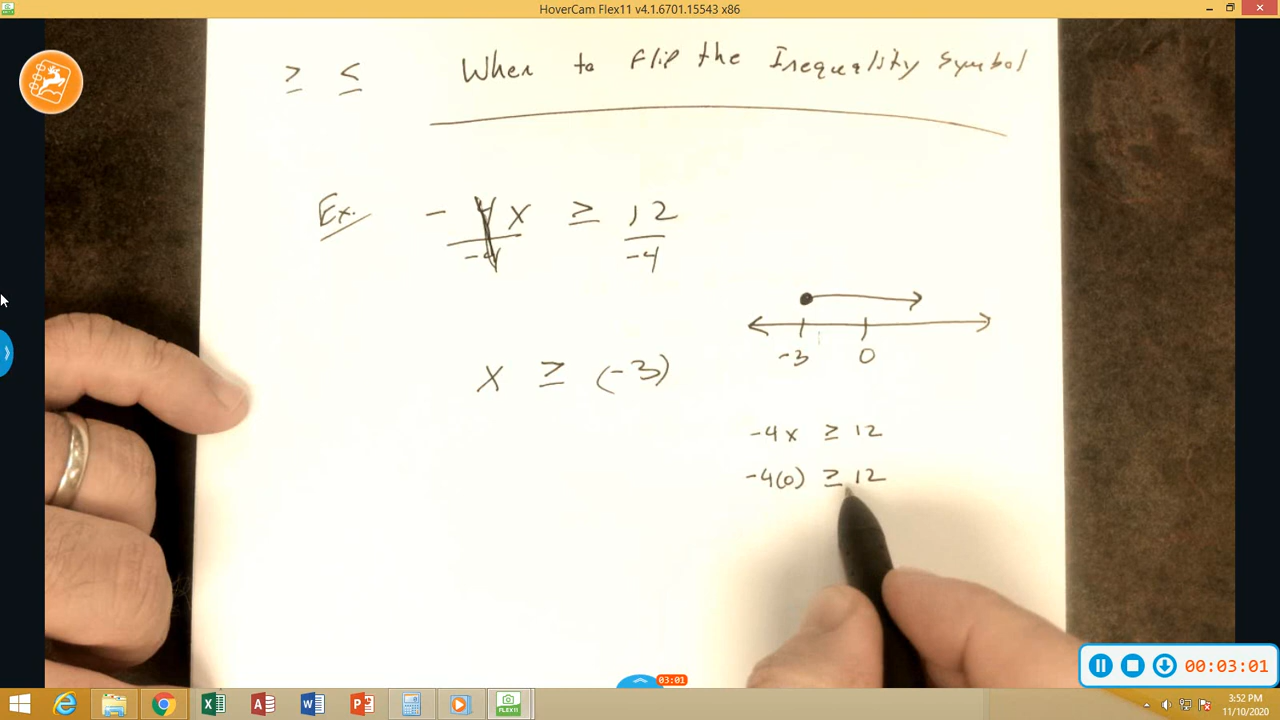 HoverCam Flex11 v4.1.6701.15543 x86
≥ ≤ When to Flip the Inequality Symbol
Ex. -4x ≥ 12
-4 -4
-3 0
x ≥ (-3)
-4x ≥ 12
-4(0) ≥ 12
00:03:01
03:01
FLEX11
3:52 PM
11/10/2020